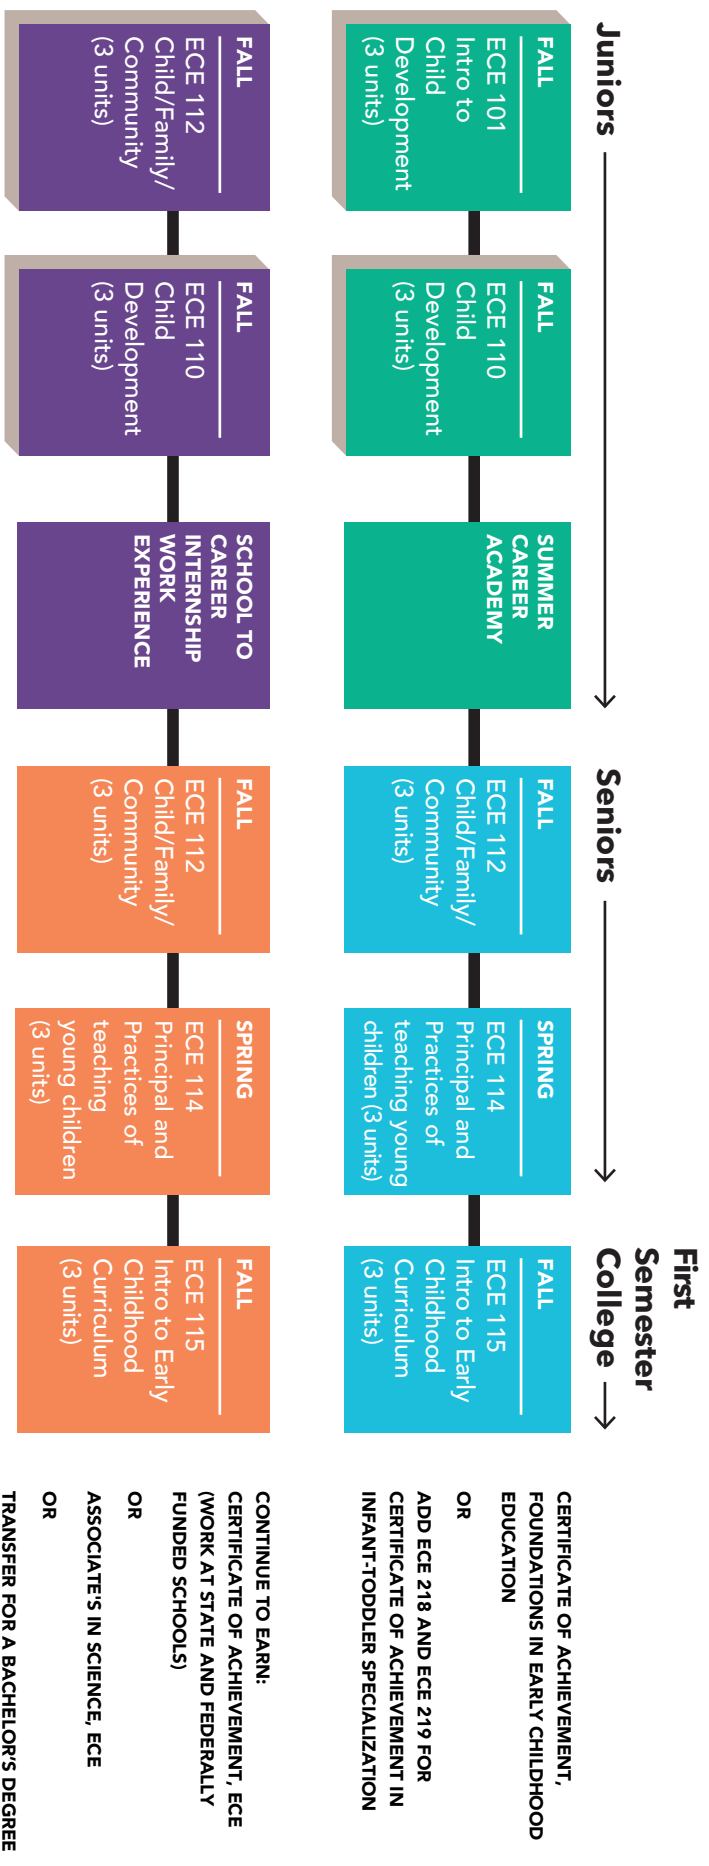 Juniors
Seniors
First
Semester
College
FALL
ECE 101
Intro to
Child
Development
(3 units)
FALL
ECE 110
Child
Development
(3 units)
SUMMER
CAREER
ACADEMY
FALL
ECE 112
Child/Family/
Community
(3 units)
SPRING
ECE 114
Principal and
Practices of
teaching young
children (3 units)
FALL
ECE 115
Intro to Early
Childhood
Curriculum
(3 units)
CERTIFICATE OF ACHIEVEMENT,
FOUNDATIONS IN EARLY CHILDHOOD
EDUCATION
OR
ADD ECE 218 AND ECE 219 FOR
CERTIFICATE OF ACHIEVEMENT IN
INFANT-TODDLER SPECIALIZATION
FALL
ECE 112
Child/Family/
Community
(3 units)
FALL
ECE 110
Child
Development
(3 units)
SCHOOL TO
CAREER
INTERNSHIP
WORK
EXPERIENCE
FALL
ECE 112
Child/Family/
Community
(3 units)
SPRING
ECE 114
Principal and
Practices of
teaching
young children
(3 units)
FALL
ECE 115
Intro to Early
Childhood
Curriculum
(3 units)
CONTINUE TO EARN:
CERTIFICATE OF ACHIEVEMENT, ECE
(WORK AT STATE AND FEDERALLY
FUNDED SCHOOLS)
OR
ASSOCIATE'S IN SCIENCE, ECE
OR
TRANSFER FOR A BACHELOR'S DEGREE